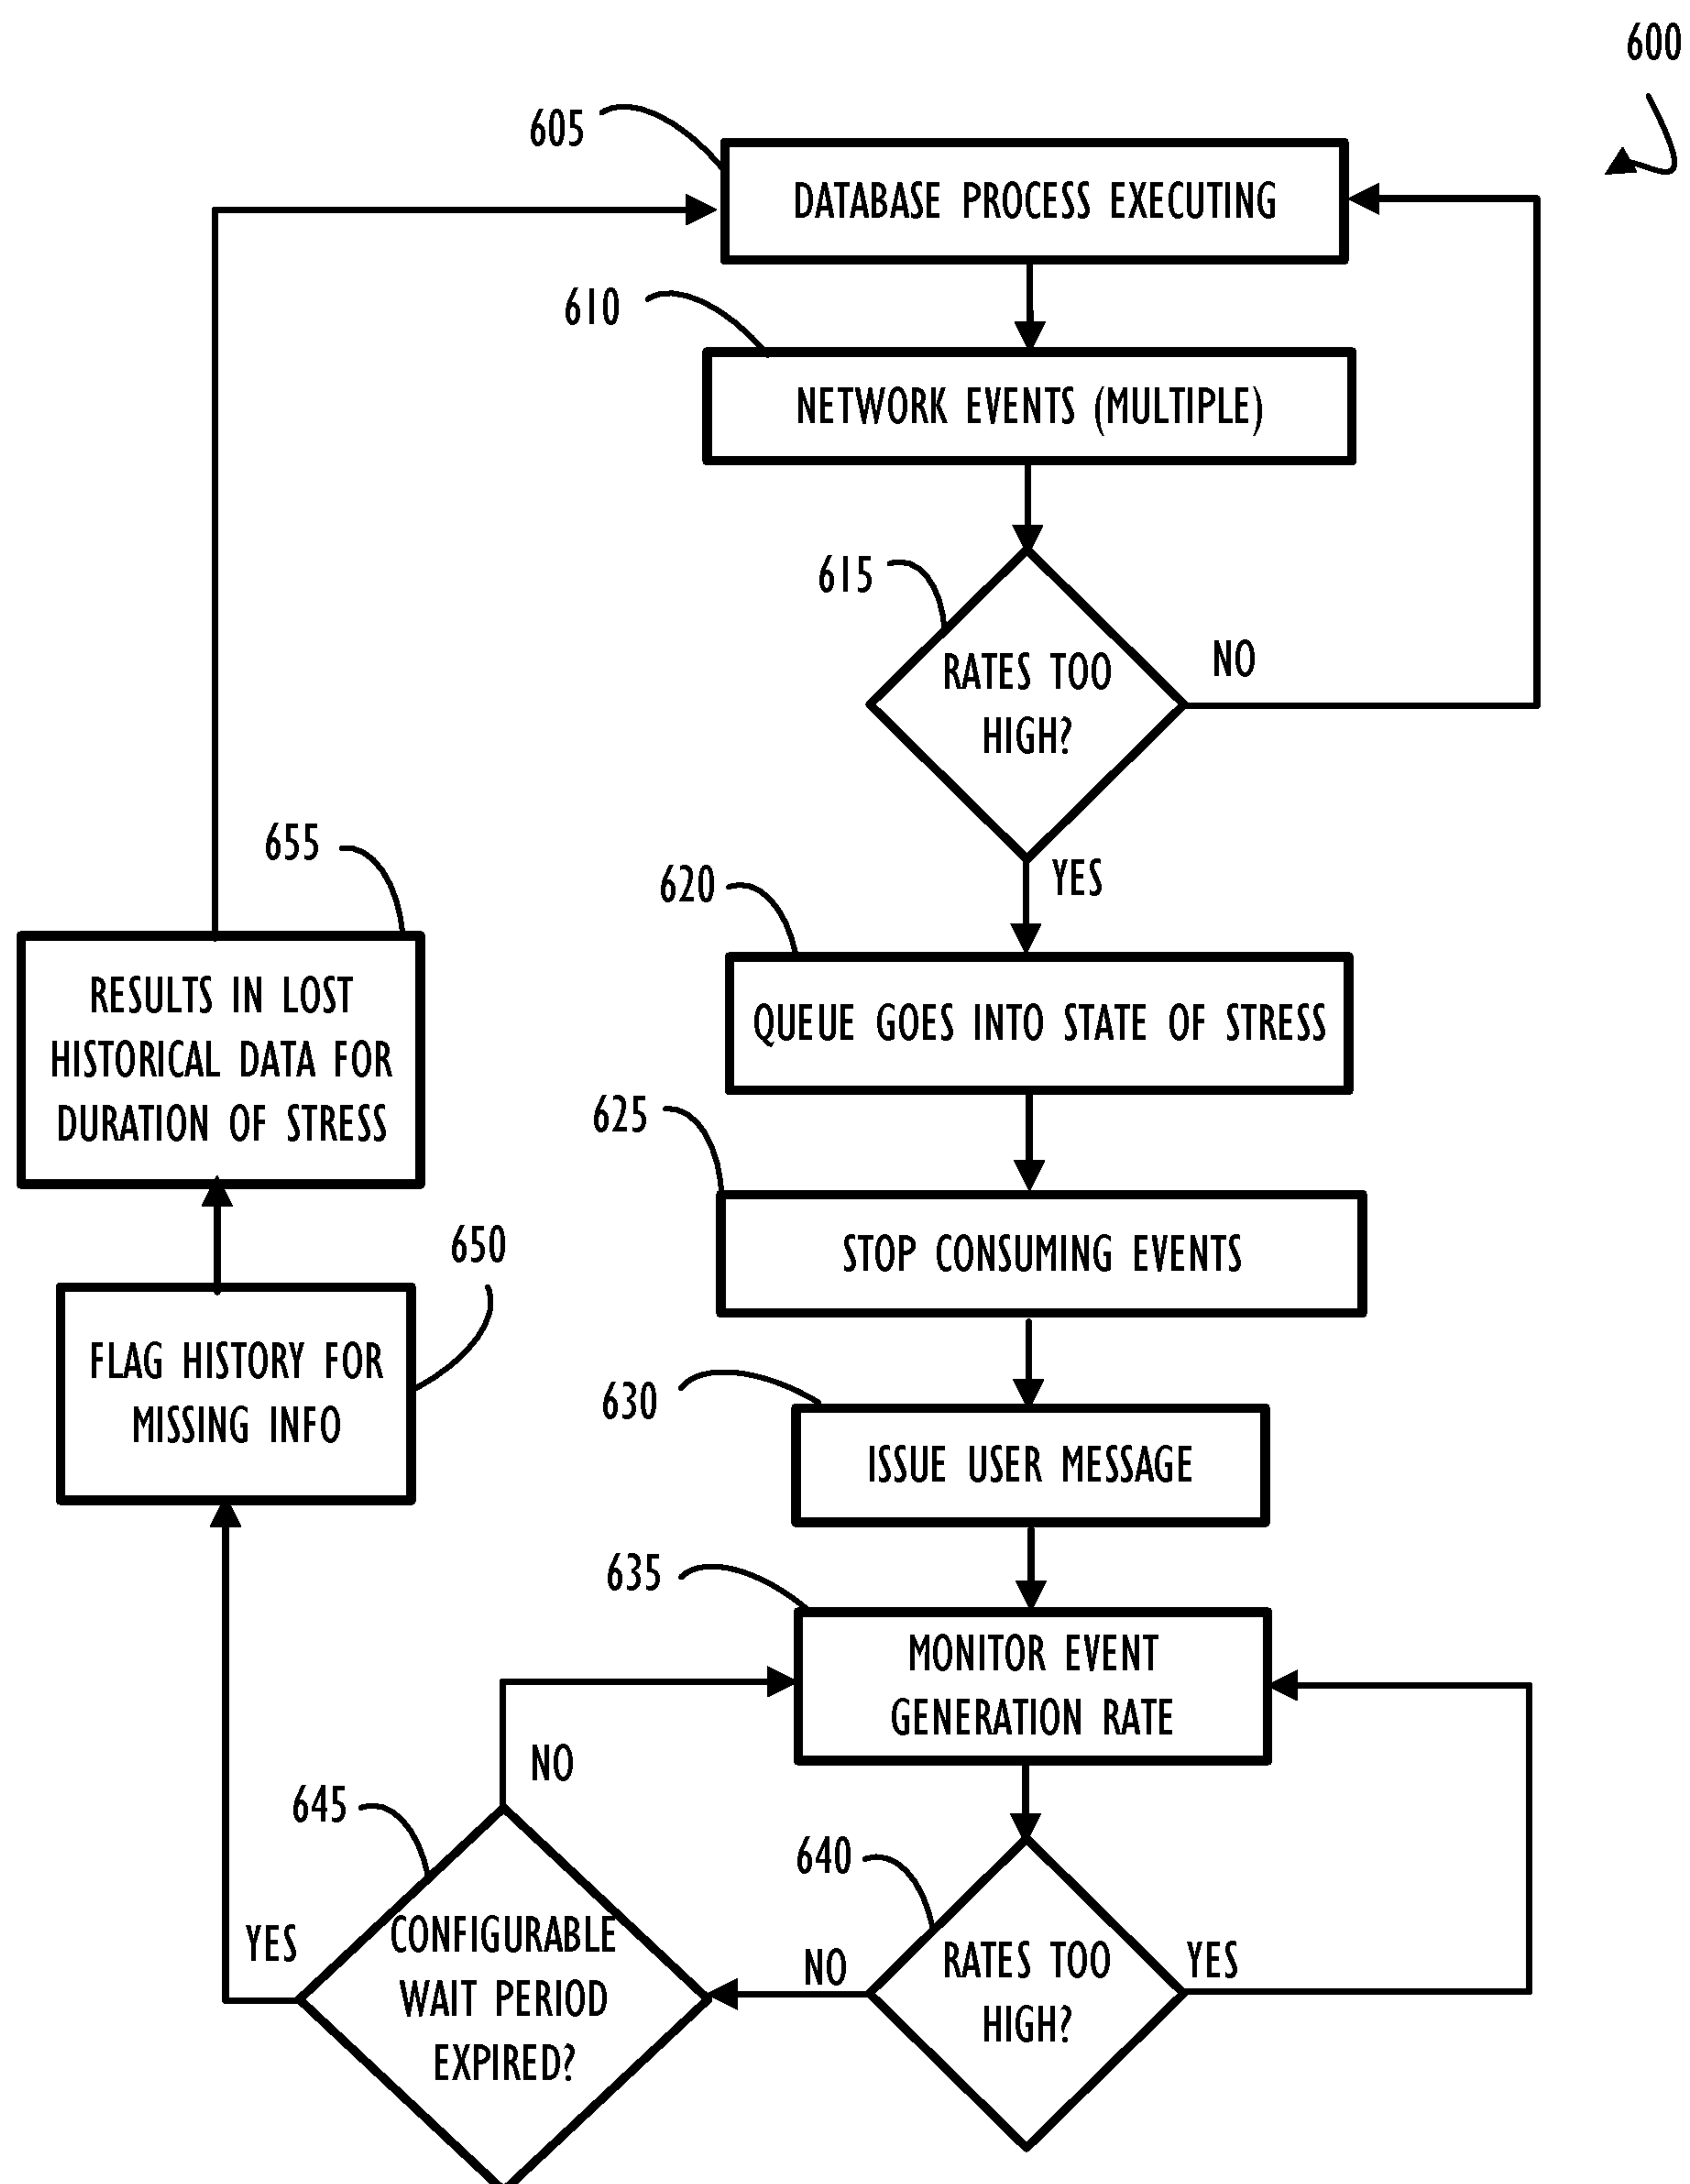 600
605
DATABASE PROCESS EXECUTING
610
NETWORK EVENTS (MULTIPLE)
615
RATES TOO
HIGH?
NO
YES
620
QUEUE GOES INTO STATE OF STRESS
625
STOP CONSUMING EVENTS
630
ISSUE USER MESSAGE
635
MONITOR EVENT
GENERATION RATE
640
RATES TOO
HIGH?
YES
NO
645
CONFIGURABLE
WAIT PERIOD
EXPIRED?
NO
YES
650
FLAG HISTORY FOR
MISSING INFO
655
RESULTS IN LOST
HISTORICAL DATA FOR
DURATION OF STRESS